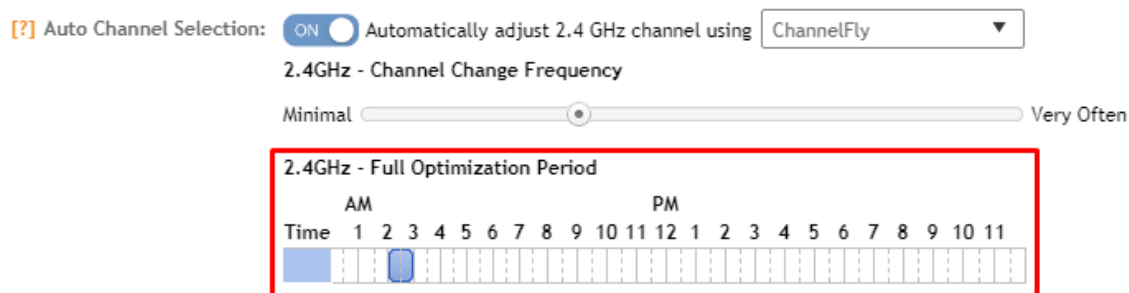 [?] Auto Channel Selection: ON Automatically adjust 2.4 GHz channel using ChannelFly
2.4GHz - Channel Change Frequency
Minimal Very Often
2.4GHz - Full Optimization Period
AM PM
Time 1 2 3 4 5 6 7 8 9 10 11 12 1 2 3 4 5 6 7 8 9 10 11